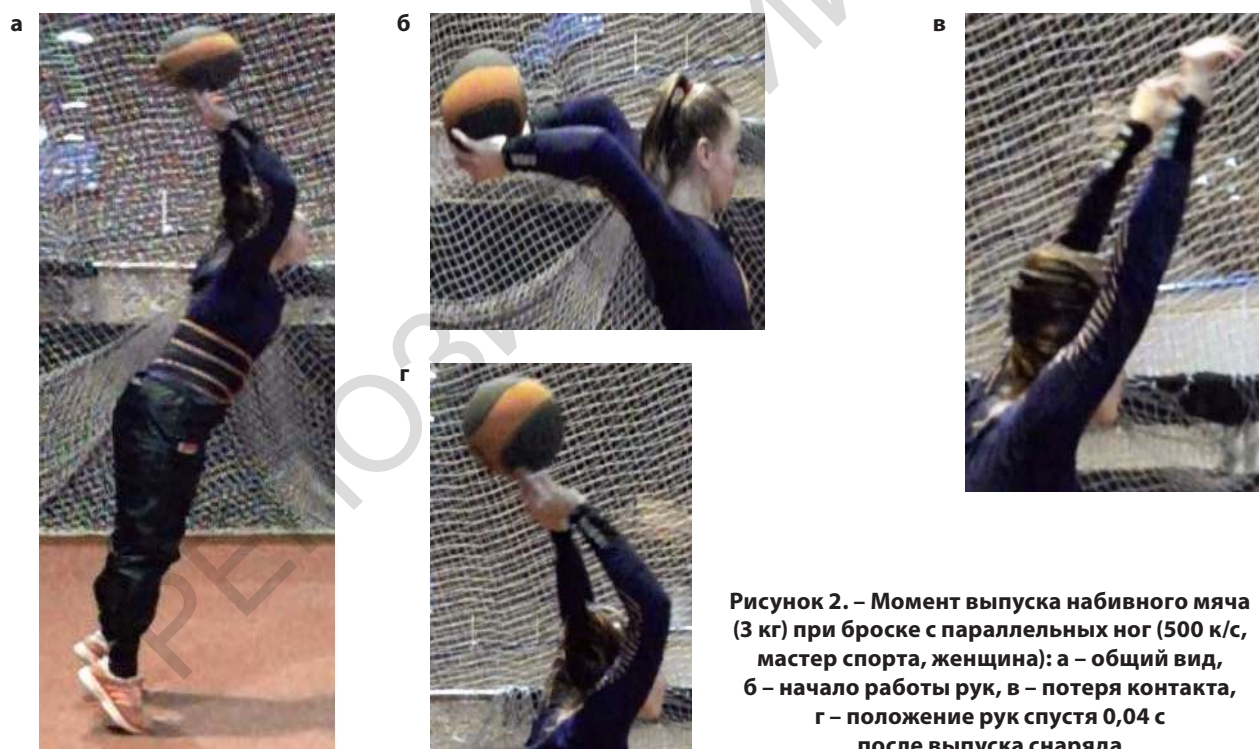 а
б
в
г
Рисунок 2. – Момент выпуска набивного мяча
(3 кг) при броске с параллельных ног (500 к/с,
мастер спорта, женщина): а – общий вид,
б – начало работы рук, в – потеря контакта,
г – положение рук спустя 0,04 с
после выпуска снаряда